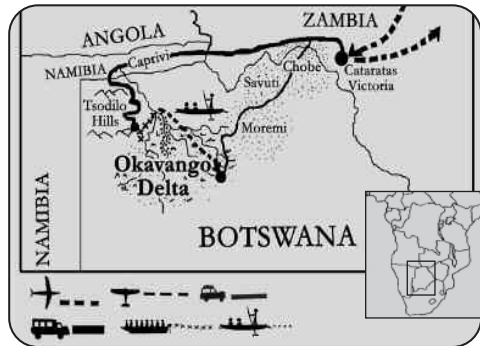 ANGOLA
ZAMBIA
NAMIBIA
Caprivi
Savuti
Chobe
Cataratas
Victoria
Tsodilo
Hills
Moremi
Okavango
Delta
BOTSWANA
NAMIBIA